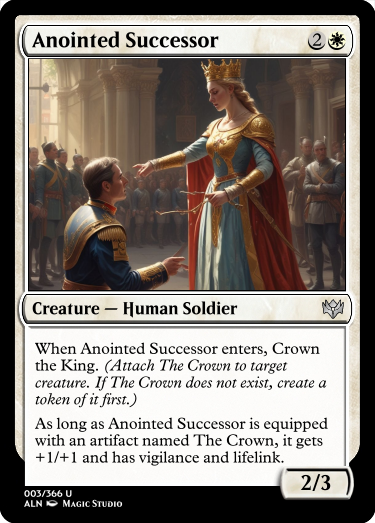 Anointed Successor 2
Creature — Human Soldier
When Anointed Successor enters, Crown
the King. (Attach The Crown to target
creature. If The Crown does not exist, create a
token of it first.)
As long as Anointed Successor is equipped
with an artifact named The Crown, it gets
+1/+1 and has vigilance and lifelink.
2/3
003/366 U
ALN Magic Studio